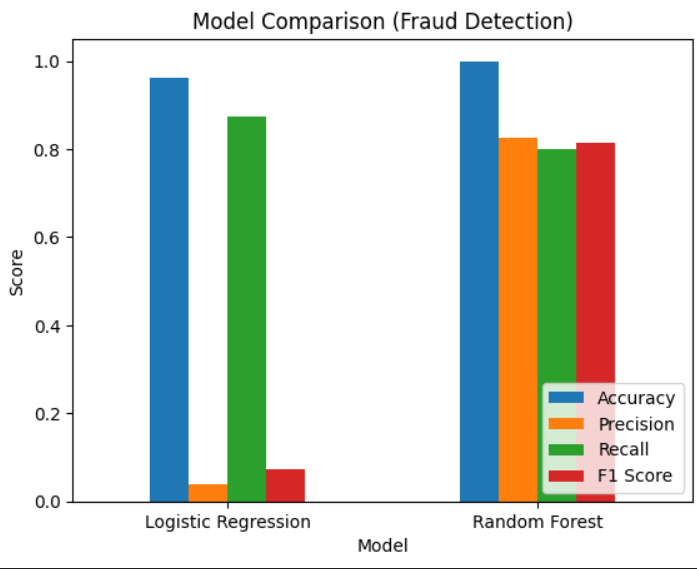 Model Comparison (Fraud Detection)
1.0
0.8
0.6
0.4
0.2
0.0
Score
Accuracy
Precision
Recall
F1 Score
Logistic Regression
Random Forest
Model